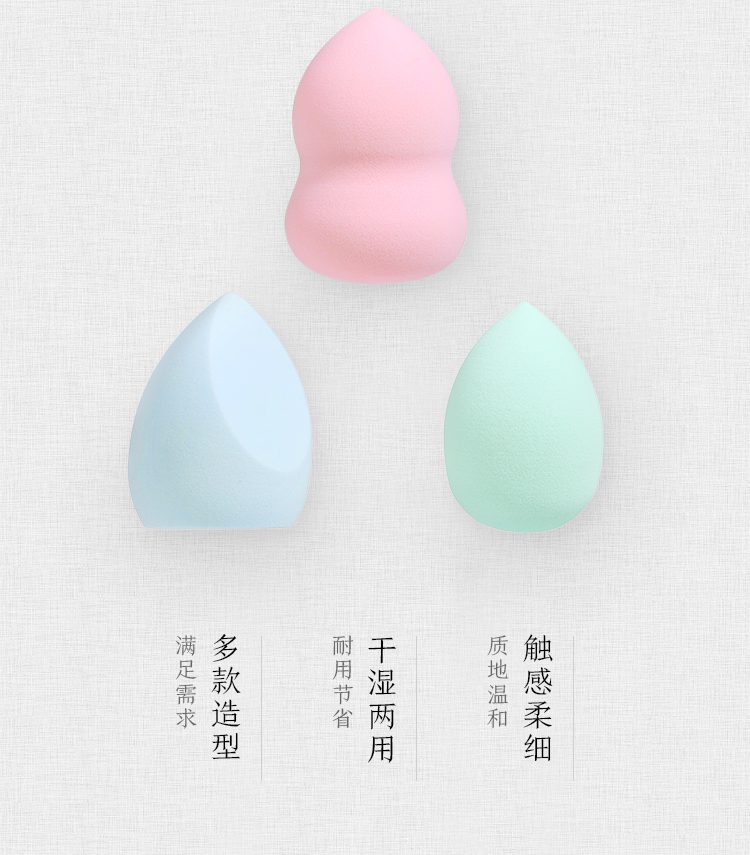 触感柔细
质地温和
干湿两用
耐用节省
多款造型
满足需求